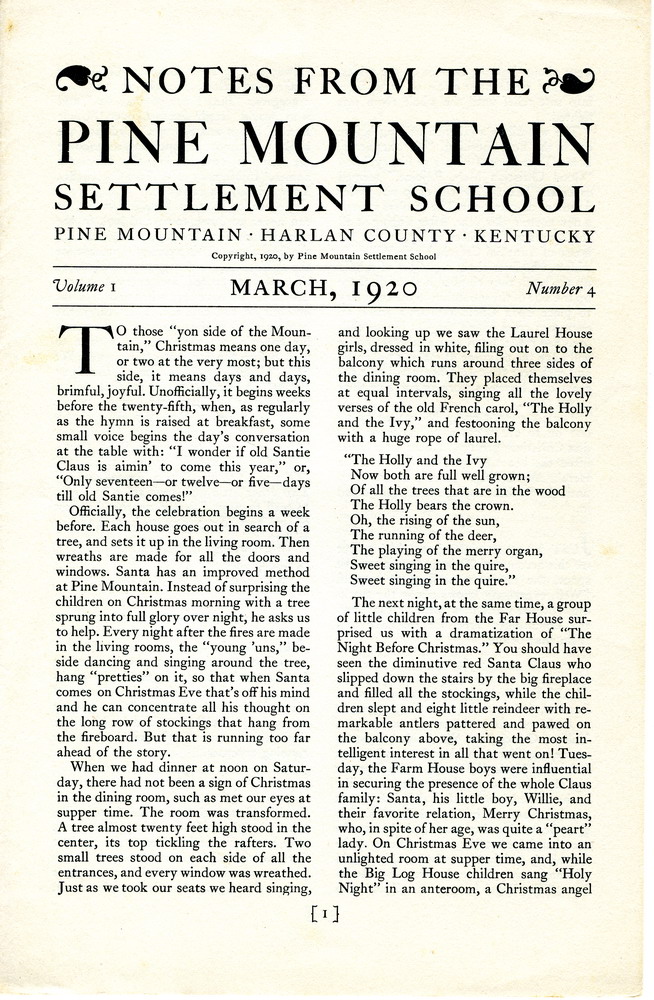 NOTES FROM THE
PINE MOUNTAIN
SETTLEMENT SCHOOL
PINE MOUNTAIN · HARLAN COUNTY · KENTUCKY
Copyright, 1920, by Pine Mountain Settlement School
Volume 1 MARCH, 1920 Number 4
TO those “yon side of the Moun-
tain,” Christmas means one day,
or two at the very most; but this
side, it means days and days,
brimful, joyful. Unofficially, it begins weeks
before the twenty-fifth, when, as regularly
as the hymn is raised at breakfast, some
small voice begins the day’s conversation
at the table with: “I wonder if old Santie
Claus is aimin’ to come this year,” or,
“Only seventeen—or twelve—or five—days
till old Santie comes!”
Officially, the celebration begins a week
before. Each house goes out in search of a
tree, and sets it up in the living room. Then
wreaths are made for all the doors and
windows. Santa has an improved method
at Pine Mountain. Instead of surprising the
children on Christmas morning with a tree
sprung into full glory over night, he asks us
to help. Every night after the fires are made
in the living rooms, the “young ’uns,” be-
side dancing and singing around the tree,
hang “pretties” on it, so that when Santa
comes on Christmas Eve that’s off his mind
and he can concentrate all his thought on
the long row of stockings that hang from
the fireboard. But that is running too far
ahead of the story.
When we had dinner at noon on Satur-
day, there had not been a sign of Christmas
in the dining room, such as met our eyes at
supper time. The room was transformed.
A tree almost twenty feet high stood in the
center, its top tickling the rafters. Two
small trees stood on each side of all the
entrances, and every window was wreathed.
Just as we took our seats we heard singing,
and looking up we saw the Laurel House
girls, dressed in white, filing out on to the
balcony which runs around three sides of
the dining room. They placed themselves
at equal intervals, singing all the lovely
verses of the old French carol, “The Holly
and the Ivy,” and festooning the balcony
with a huge rope of laurel.
“The Holly and the Ivy
Now both are full well grown;
Of all the trees that are in the wood
The Holly bears the crown.
Oh, the rising of the sun,
The running of the deer,
The playing of the merry organ,
Sweet singing in the quire,
Sweet singing in the quire.”
The next night, at the same time, a group
of little children from the Far House sur-
prised us with a dramatization of “The
Night Before Christmas.” You should have
seen the diminutive red Santa Claus who
slipped down the stairs by the big fireplace
and filled all the stockings, while the chil-
dren slept and eight little reindeer with re-
markable antlers pattered and pawed on
the balcony above, taking the most in-
telligent interest in all that went on! Tues-
day, the Farm House boys were influential
in securing the presence of the whole Claus
family: Santa, his little boy, Willie, and
their favorite relation, Merry Christmas,
who, in spite of her age, was quite a “peart”
lady. On Christmas Eve we came into an
unlighted room at supper time, and, while
the Big Log House children sang “Holy
Night” in an anteroom, a Christmas angel
[ 1 ]